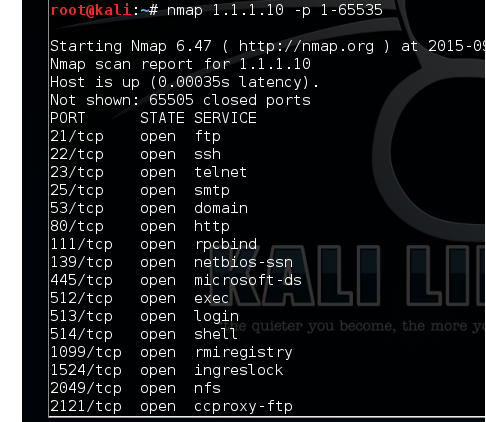 root@kali:~# nmap 1.1.1.10 -p 1-65535
Starting Nmap 6.47 ( http://nmap.org ) at 2015-09
Nmap scan report for 1.1.1.10
Host is up (0.00035s latency).
Not shown: 65505 closed ports
PORT STATE SERVICE
21/tcp open ftp
22/tcp open ssh
23/tcp open telnet
25/tcp open smtp
53/tcp open domain
80/tcp open http
111/tcp open rpcbind
139/tcp open netbios-ssn
KALI LI
445/tcp open microsoft-ds
512/tcp open exec
513/tcp open login
514/tcp open shell
the quieter you become, the more yo
1099/tcp open rmiregistry
1524/tcp open ingreslock
2049/tcp open nfs
2121/tcp open ccproxy-ftp